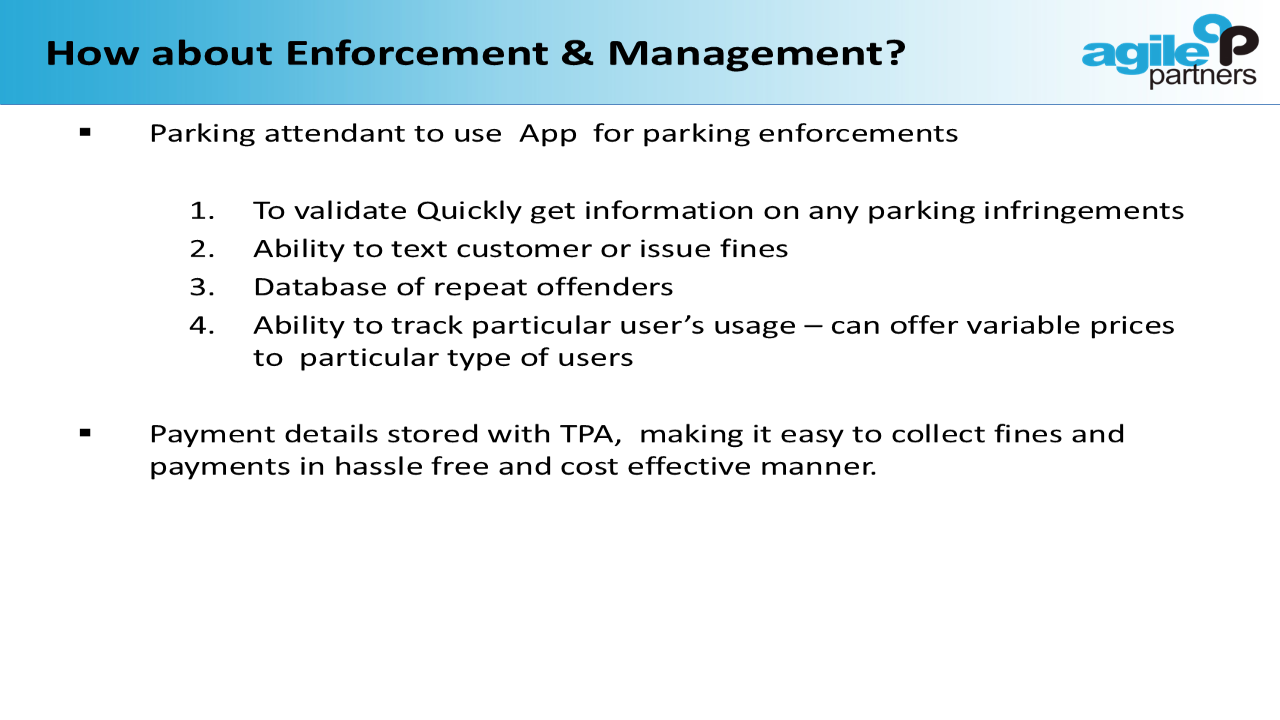 How about Enforcement & Management?
agile
partners
▪ Parking attendant to use  App  for parking enforcements
1. To validate Quickly get information on any parking infringements
2. Ability to text customer or issue fines
3. Database of repeat offenders
4. Ability to track particular user’s usage – can offer variable prices
to  particular type of users
▪ Payment details stored with TPA,  making it easy to collect fines and
payments in hassle free and cost effective manner.